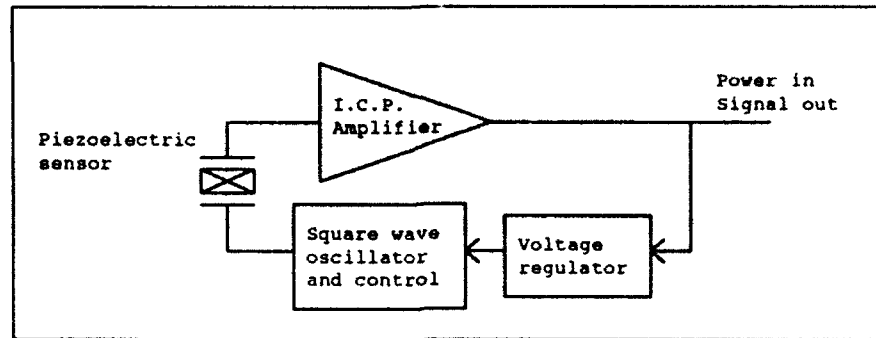 I.C.P.
Amplifier
Power in
Signal out
Piezoelectric
sensor
Square wave
oscillator
and control
Voltage
regulator